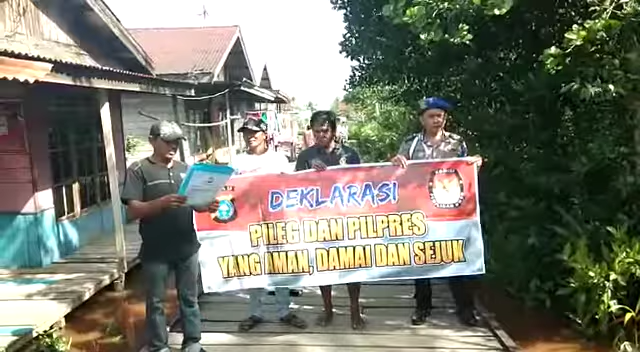 DEKLARASI
PILEG DAN PILPRES
YANG AMAN, DAMAI DAN SEJUK